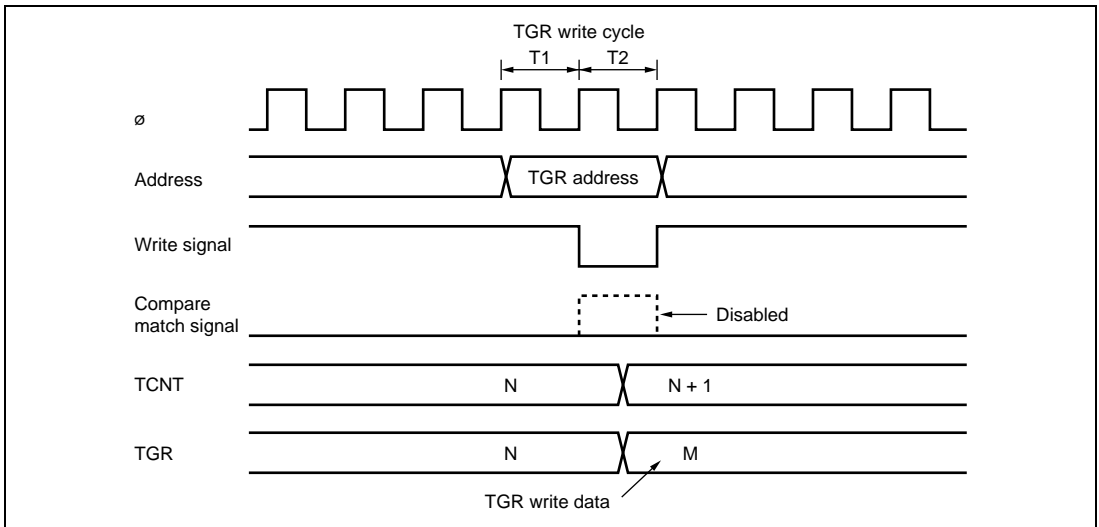 TGR write cycle
T1 T2
ø
Address TGR address
Write signal
Compare
match signal
Disabled
TCNT N N + 1
TGR N M
TGR write data